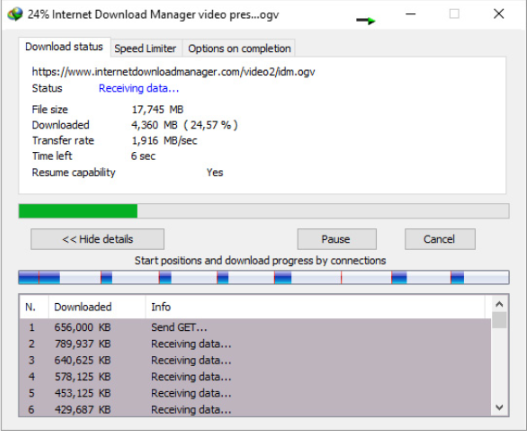 24% Internet Download Manager video pres...ogv
Download status Speed Limiter Options on completion
https://www.internetdownloadmanager.com/video2/idm.ogv
Status Receiving data...
File size 17,745 MB
Downloaded 4,360 MB ( 24,57 % )
Transfer rate 1,916 MB/sec
Time left 6 sec
Resume capability Yes
<< Hide details Pause Cancel
Start positions and download progress by connections
N. Downloaded Info
1 656,000 KB Send GET...
2 789,937 KB Receiving data...
3 640,625 KB Receiving data...
4 578,125 KB Receiving data...
5 453,125 KB Receiving data...
6 429,687 KB Receiving data...